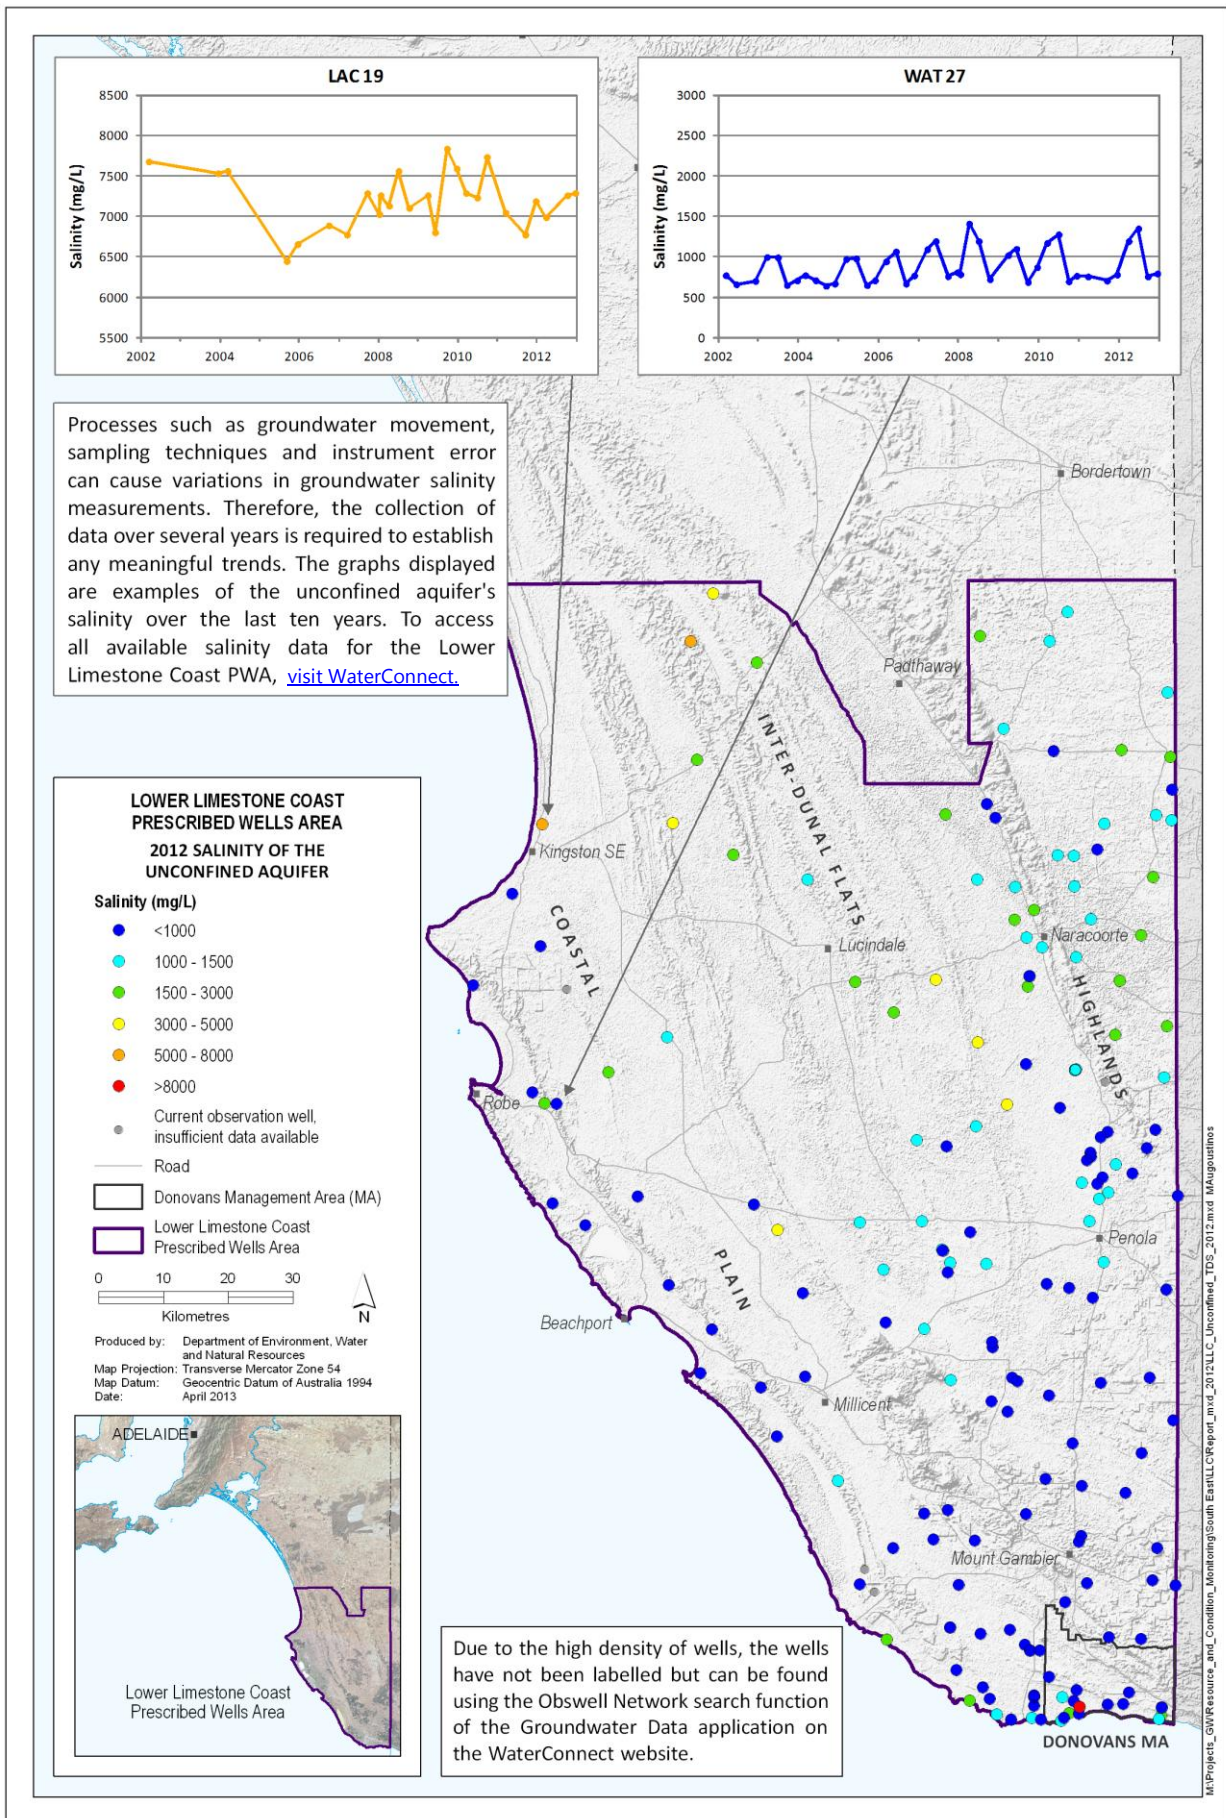 LAC 19
8500
8000
7500
7000
6500
6000
5500
Salinity (mg/L)
2002 2004 2006 2008 2010 2012
WAT 27
3000
2500
2000
1500
1000
500
0
Salinity (mg/L)
2002 2004 2006 2008 2010 2012
Processes such as groundwater movement,
sampling techniques and instrument error
can cause variations in groundwater salinity
measurements. Therefore, the collection of
data over several years is required to establish
any meaningful trends. The graphs displayed
are examples of the unconfined aquifer's
salinity over the last ten years. To access
all available salinity data for the Lower
Limestone Coast PWA, visit WaterConnect.
Bordertown
Padthaway
INTER-DUNAL FLATS
Kingston SE
COASTAL
Lucindale
Naracoorte
HIGHLANDS
Robe
PLAIN
Penola
Beachport
Millicent
Mount Gambier
DONOVANS MA
LOWER LIMESTONE COAST
PRESCRIBED WELLS AREA
2012 SALINITY OF THE
UNCONFINED AQUIFER
Salinity (mg/L)
<1000
1000 - 1500
1500 - 3000
3000 - 5000
5000 - 8000
>8000
Current observation well,
insufficient data available
Road
Donovans Management Area (MA)
Lower Limestone Coast
Prescribed Wells Area
0 10 20 30
Kilometres
N
Produced by: Department of Environment, Water
and Natural Resources
Map Projection: Transverse Mercator Zone 54
Map Datum: Geocentric Datum of Australia 1994
Date: April 2013
ADELAIDE
Lower Limestone Coast
Prescribed Wells Area
Due to the high density of wells, the wells
have not been labelled but can be found
using the Obswell Network search function
of the Groundwater Data application on
the WaterConnect website.
M:\Projects_GW\Resource_and_Condition_Monitoring\South East\LLC\Report_mxd_2012\LLC_Unconfined_TDS_2012.mxd MAugoustinos